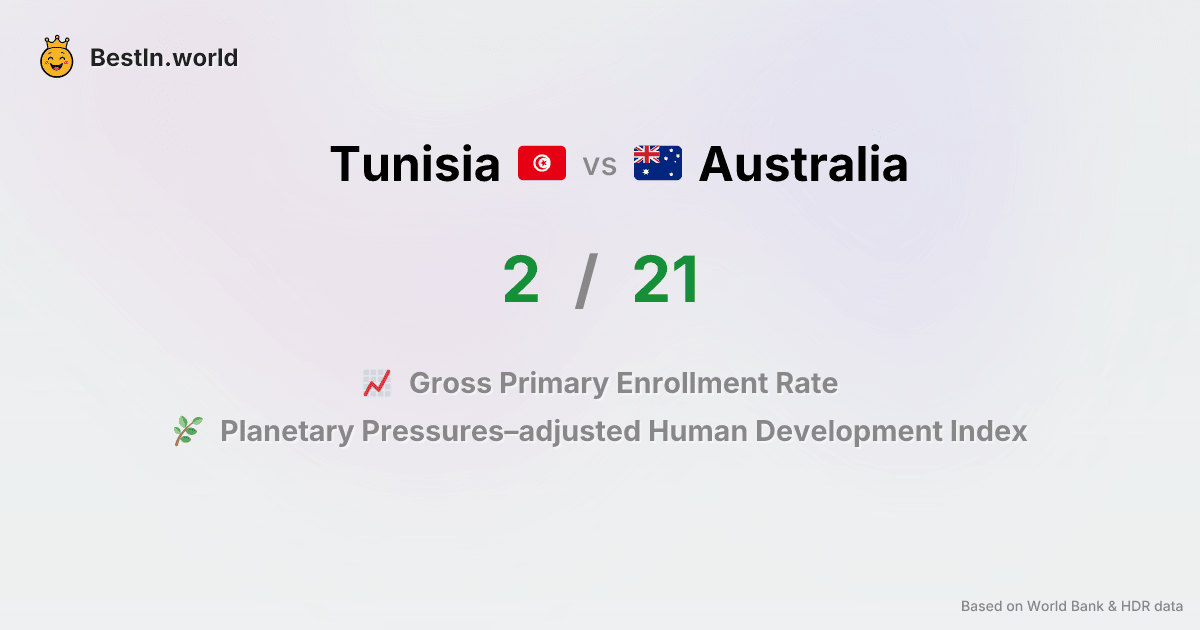 BestIn.world
Tunisia vs Australia
2 / 21
Gross Primary Enrollment Rate
Planetary Pressures–adjusted Human Development Index
Based on World Bank & HDR data